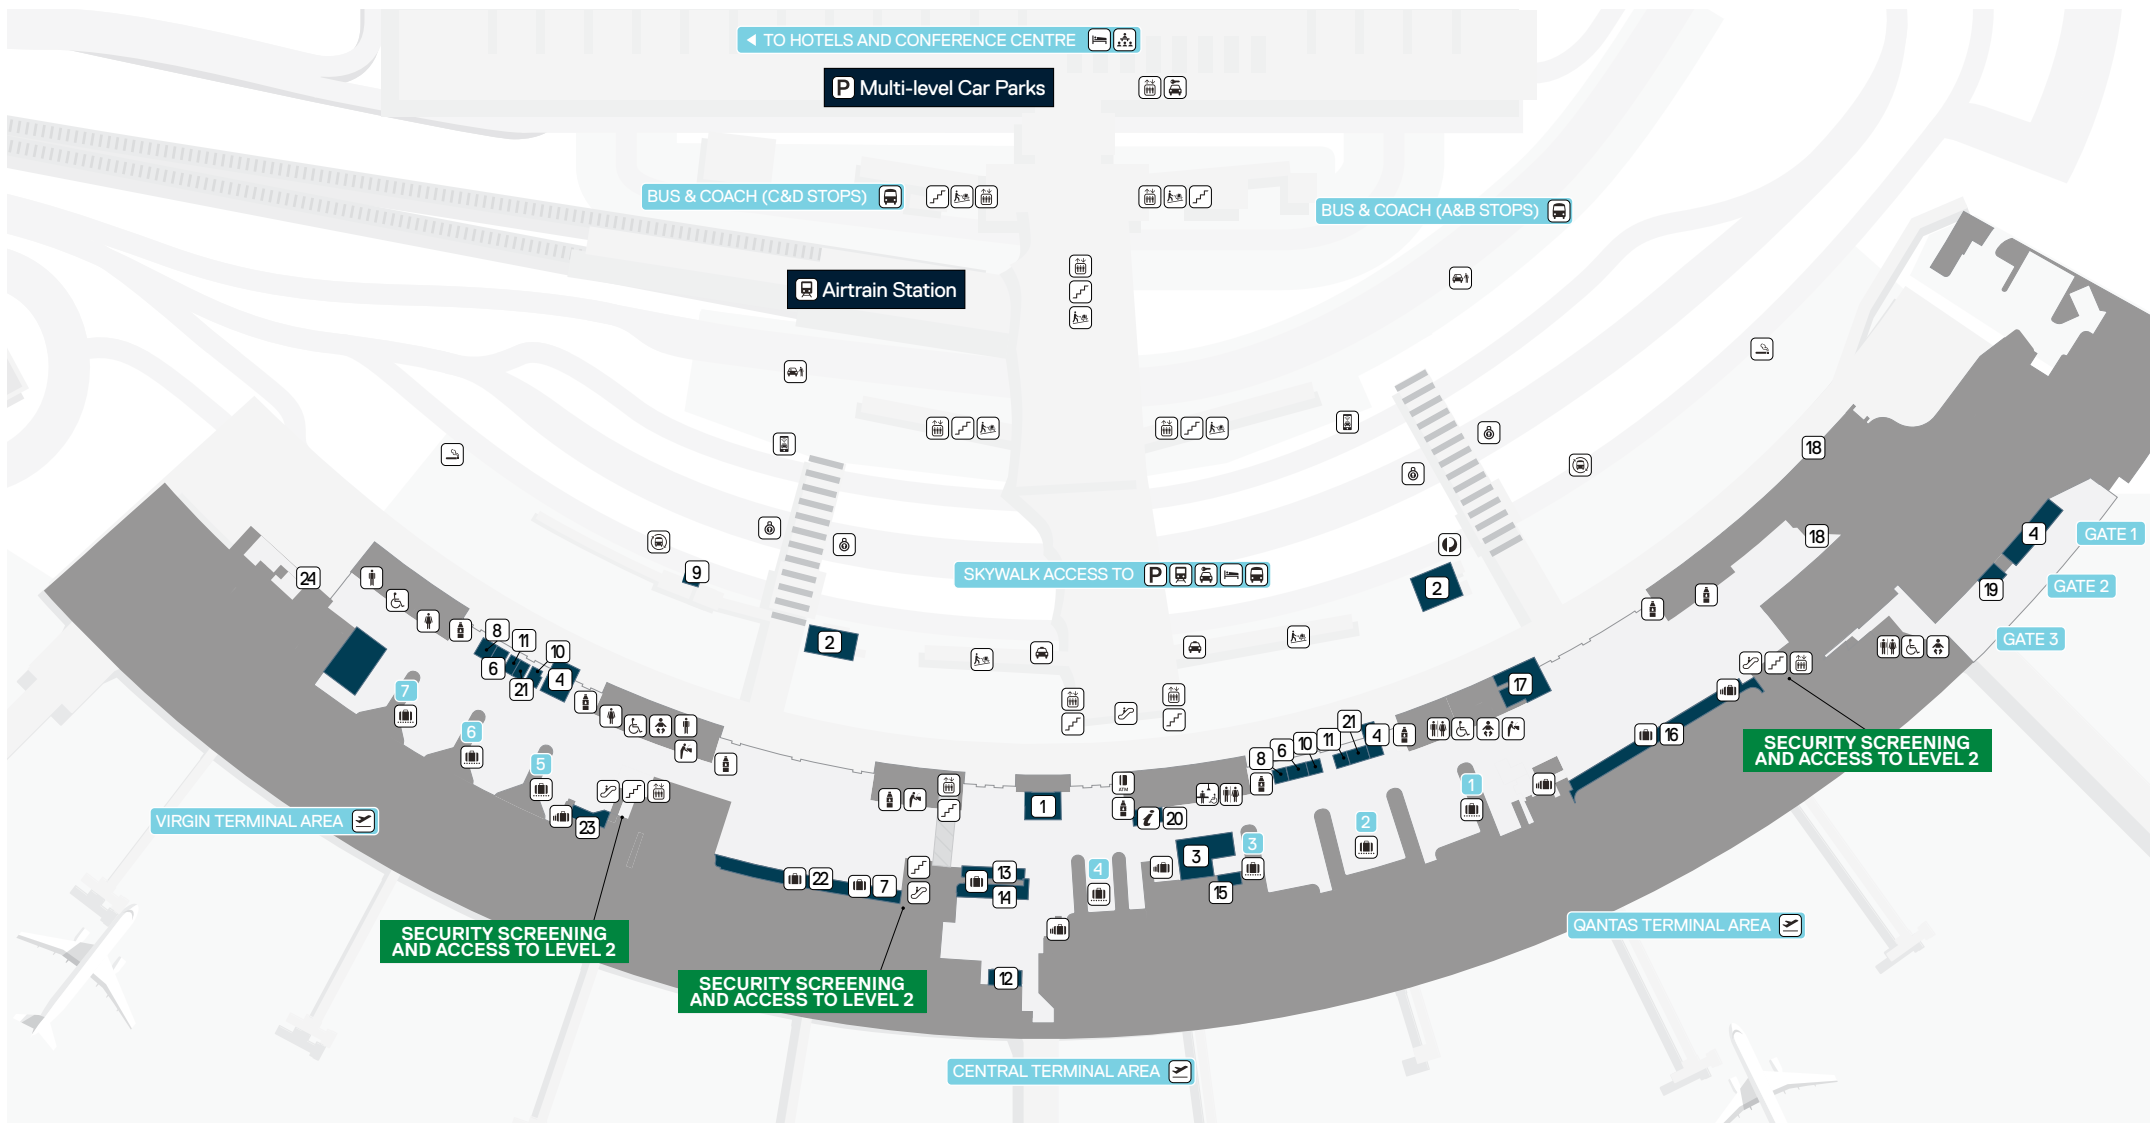 TO HOTELS AND CONFERENCE CENTRE
P Multi-level Car Parks
BUS & COACH (C&D STOPS)
BUS & COACH (A&B STOPS)
Airtrain Station
18
18
4
GATE 1
9
SKYWALK ACCESS TO P
2
GATE 2
24
19
8
11
10
2
GATE 3
6
21
4
17
7
6
5
21
16
SECURITY SCREENING
AND ACCESS TO LEVEL 2
8
6
10
11
4
1
1
ATM
VIRGIN TERMINAL AREA
23
20
2
3
3
22
7
13
14
4
15
SECURITY SCREENING
AND ACCESS TO LEVEL 2
QANTAS TERMINAL AREA
SECURITY SCREENING
AND ACCESS TO LEVEL 2
12
CENTRAL TERMINAL AREA